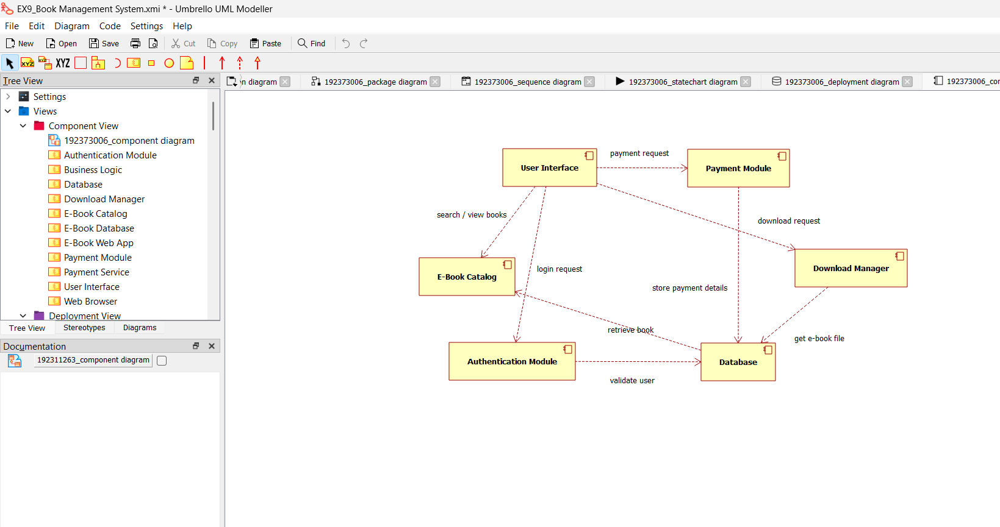 EX9_Book Management System.xmi * - Umbrello UML Modeller
File Edit Diagram Code Settings Help
New Open Save Cut Copy Paste Find
XYZ XYZ XYZ
Tree View
n diagram 192373006_package diagram 192373006_sequence diagram 192373006_statechart diagram 192373006_deployment diagram 192373006_cor
Settings
Views
Component View
192373006_component diagram
Authentication Module
Business Logic
Database
Download Manager
E-Book Catalog
E-Book Database
E-Book Web App
Payment Module
Payment Service
User Interface
Web Browser
Deployment View
Tree View Stereotypes Diagrams
Documentation
192311263_component diagram
User Interface
payment request
Payment Module
search / view books
download request
E-Book Catalog
login request
Download Manager
store payment details
retrieve book
get e-book file
Authentication Module
Database
validate user